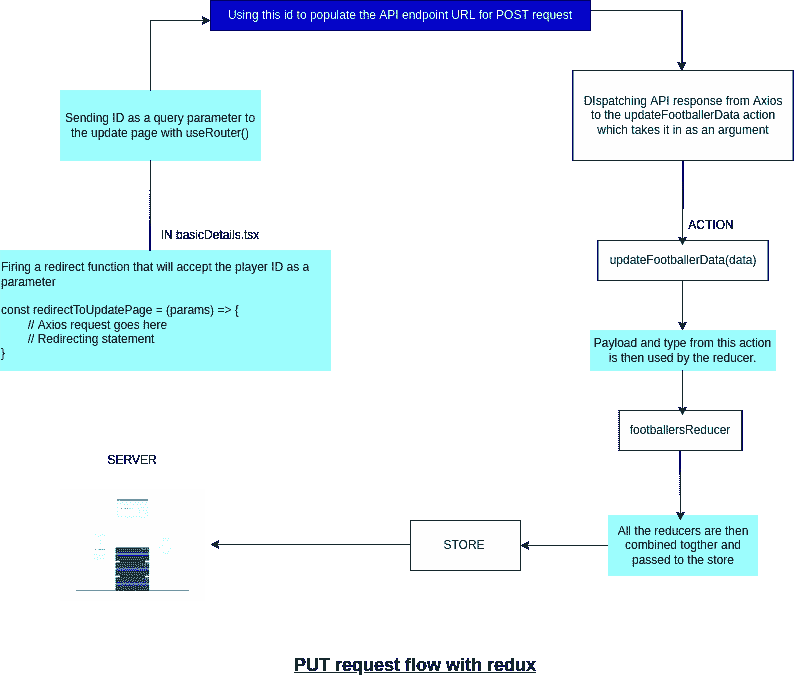 Using this id to populate the API endpoint URL for POST request
Sending ID as a query parameter to
the update page with useRouter()
DIspatching API response from Axios
to the updateFootballerData action
which takes it in as an argument
IN basicDetails.tsx
ACTION
Firing a redirect function that will accept the player ID as a
parameter
const redirectToUpdatePage = (params) => {
// Axios request goes here
// Redirecting statement
}
updateFootballerData(data)
Payload and type from this action
is then used by the reducer.
footballersReducer
SERVER
All the reducers are then
combined togther and
passed to the store
STORE
PUT request flow with redux